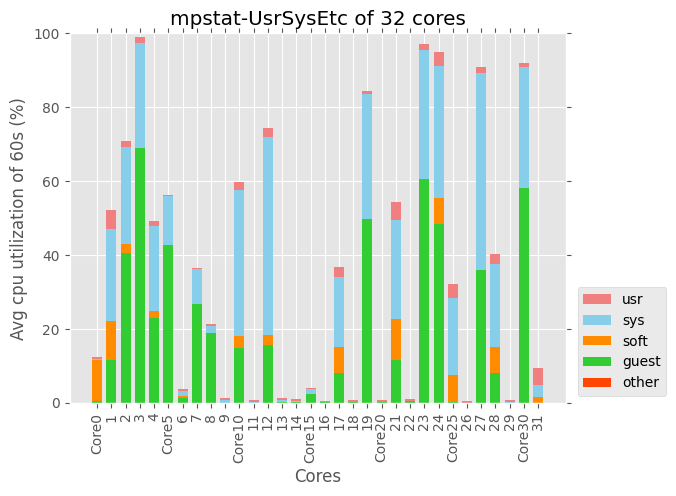 mpstat-UsrSysEtc of 32 cores
Avg cpu utilization of 60s (%)
100
80
60
40
20
0
Core0
1
2
3
4
Core5
6
7
8
9
Core10
11
12
13
14
Core15
16
17
18
19
Core20
21
22
23
24
Core25
26
27
28
29
Core30
31
Cores
usr
sys
soft
guest
other